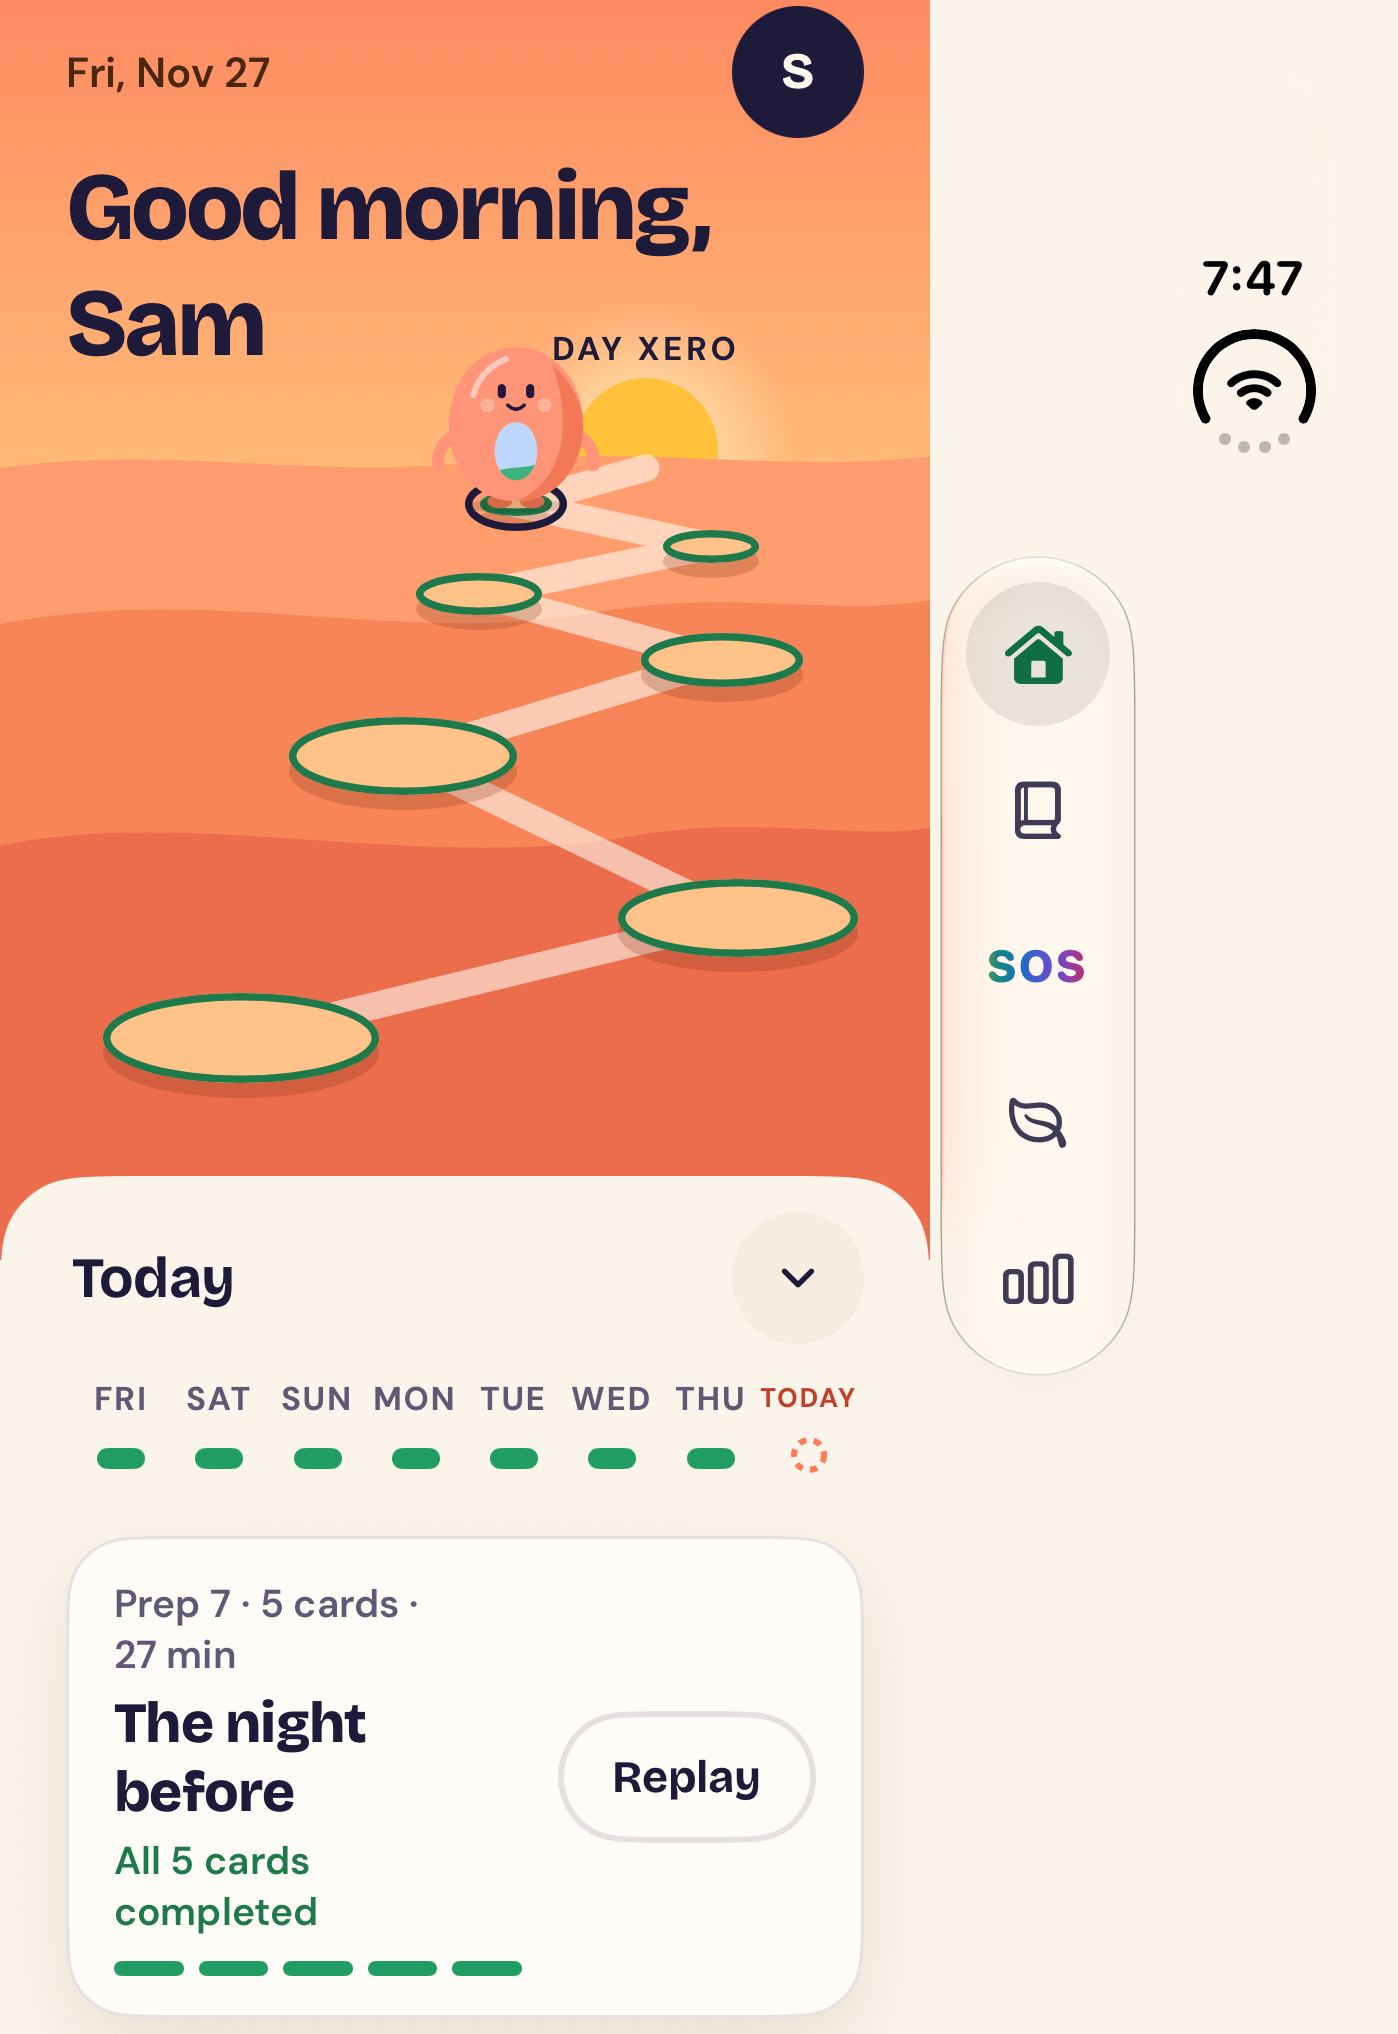 Fri, Nov 27
S
Good morning,
Sam
DAY XERO
7:47
SOS
Today
FRI SAT SUN MON TUE WED THU TODAY
Prep 7 · 5 cards ·
27 min
The night
before
Replay
All 5 cards
completed